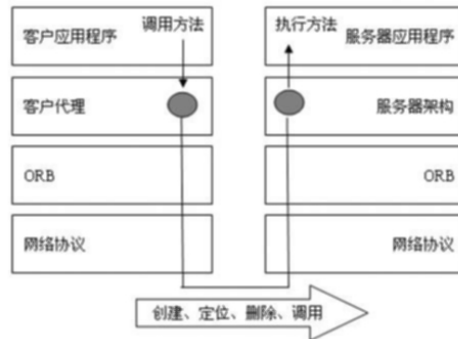 客户应用程序 调用方法
执行方法 服务器应用程序
客户代理
服务器架构
ORB
ORB
网络协议
网络协议
创建、定位、删除、调用